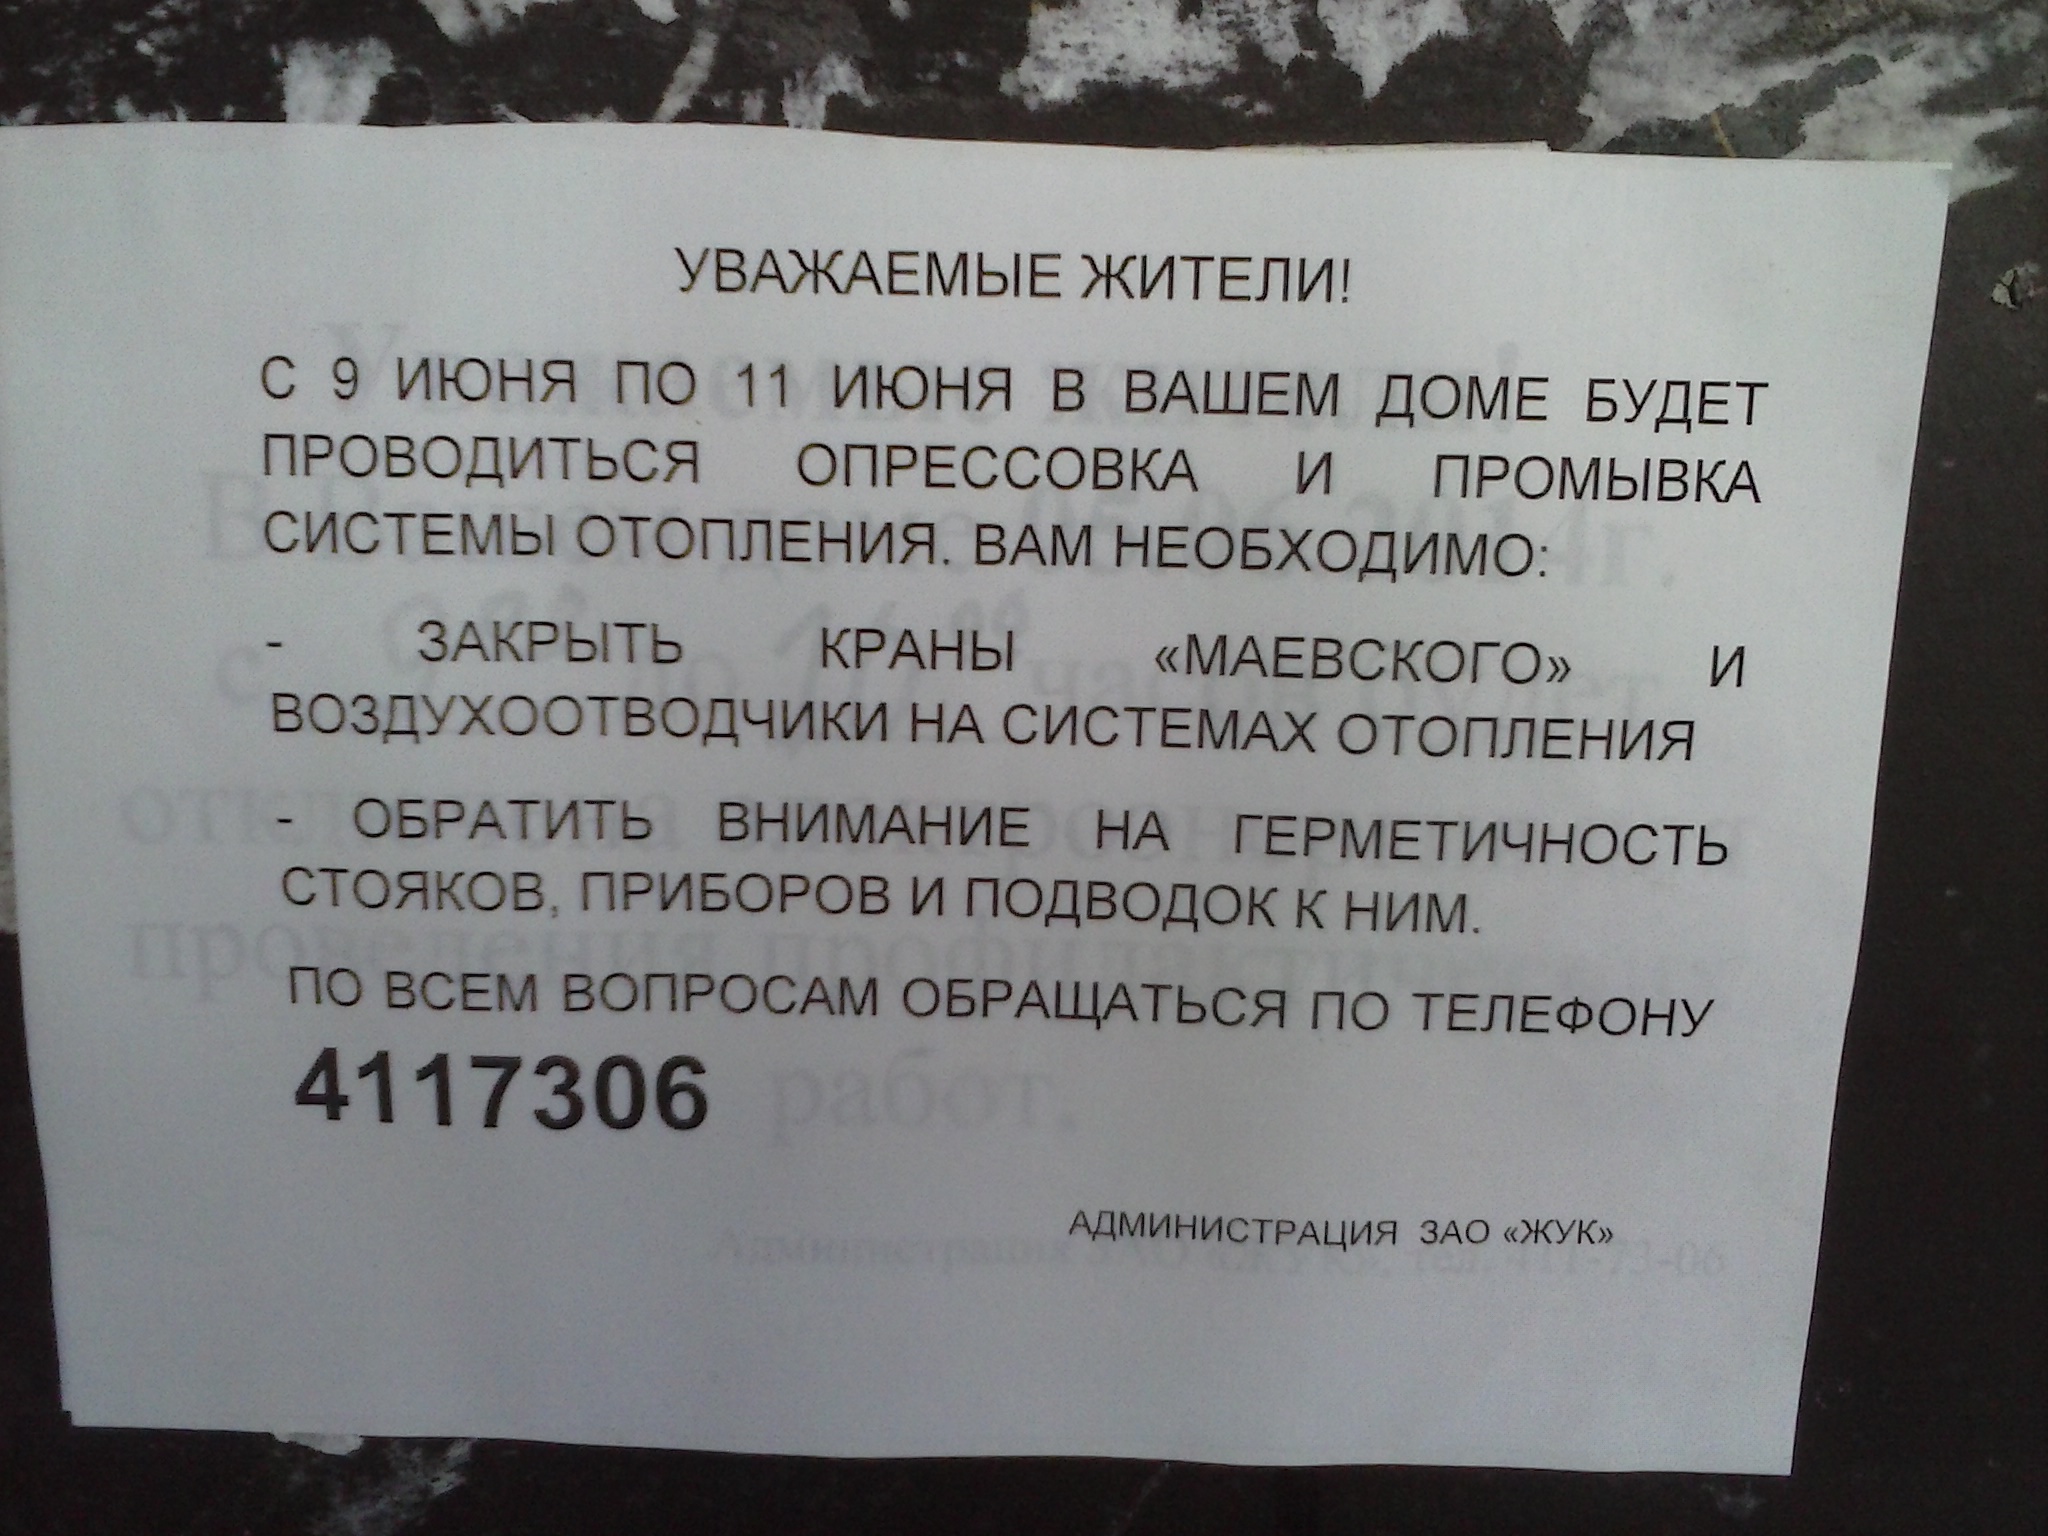 УВАЖАЕМЫЕ ЖИТЕЛИ!
С 9 ИЮНЯ ПО 11 ИЮНЯ В ВАШЕМ ДОМЕ БУДЕТ
ПРОВОДИТЬСЯ ОПРЕССОВКА И ПРОМЫВКА
СИСТЕМЫ ОТОПЛЕНИЯ. ВАМ НЕОБХОДИМО:
- ЗАКРЫТЬ КРАНЫ «МАЕВСКОГО» И
ВОЗДУХООТВОДЧИКИ НА СИСТЕМАХ ОТОПЛЕНИЯ
- ОБРАТИТЬ ВНИМАНИЕ НА ГЕРМЕТИЧНОСТЬ
СТОЯКОВ, ПРИБОРОВ И ПОДВОДОК К НИМ.
ПО ВСЕМ ВОПРОСАМ ОБРАЩАТЬСЯ ПО ТЕЛЕФОНУ
4117306
работ.
АДМИНИСТРАЦИЯ ЗАО «ЖУК»